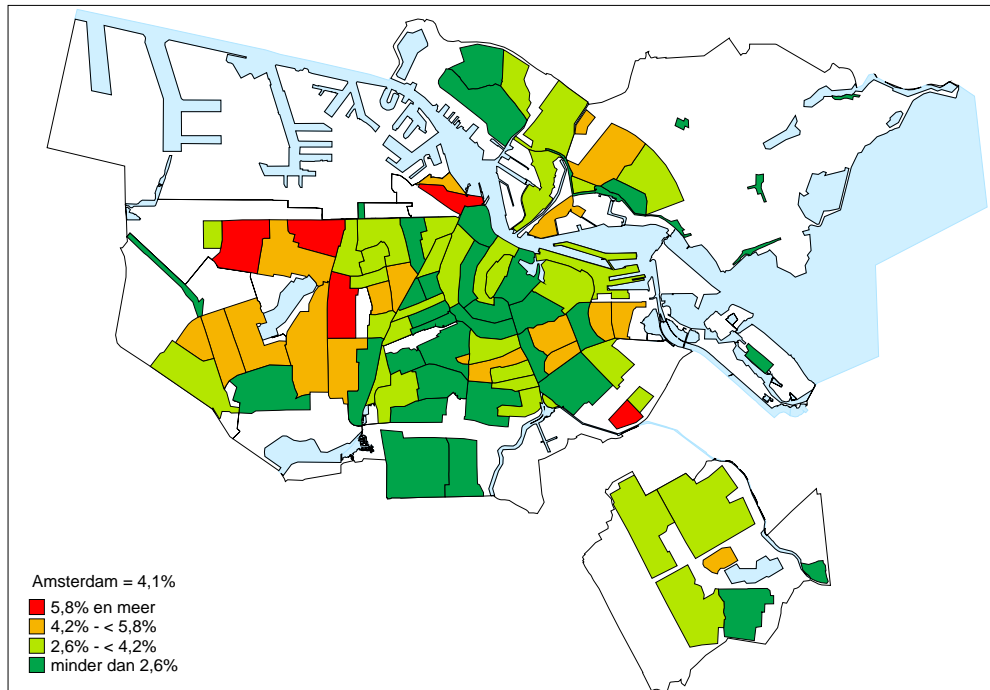 Amsterdam = 4,1%
5,8% en meer
4,2% - < 5,8%
2,6% - < 4,2%
minder dan 2,6%